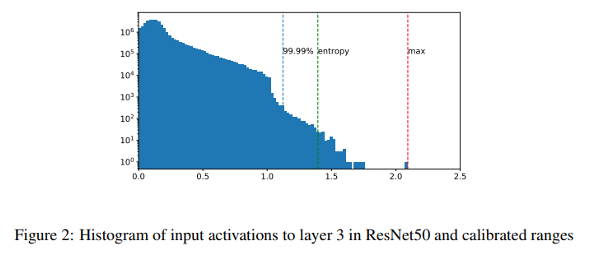 10⁶
10⁵
10⁴
10³
10²
10¹
10⁰
99.99% entropy max
0.0 0.5 1.0 1.5 2.0 2.5
Figure 2: Histogram of input activations to layer 3 in ResNet50 and calibrated ranges